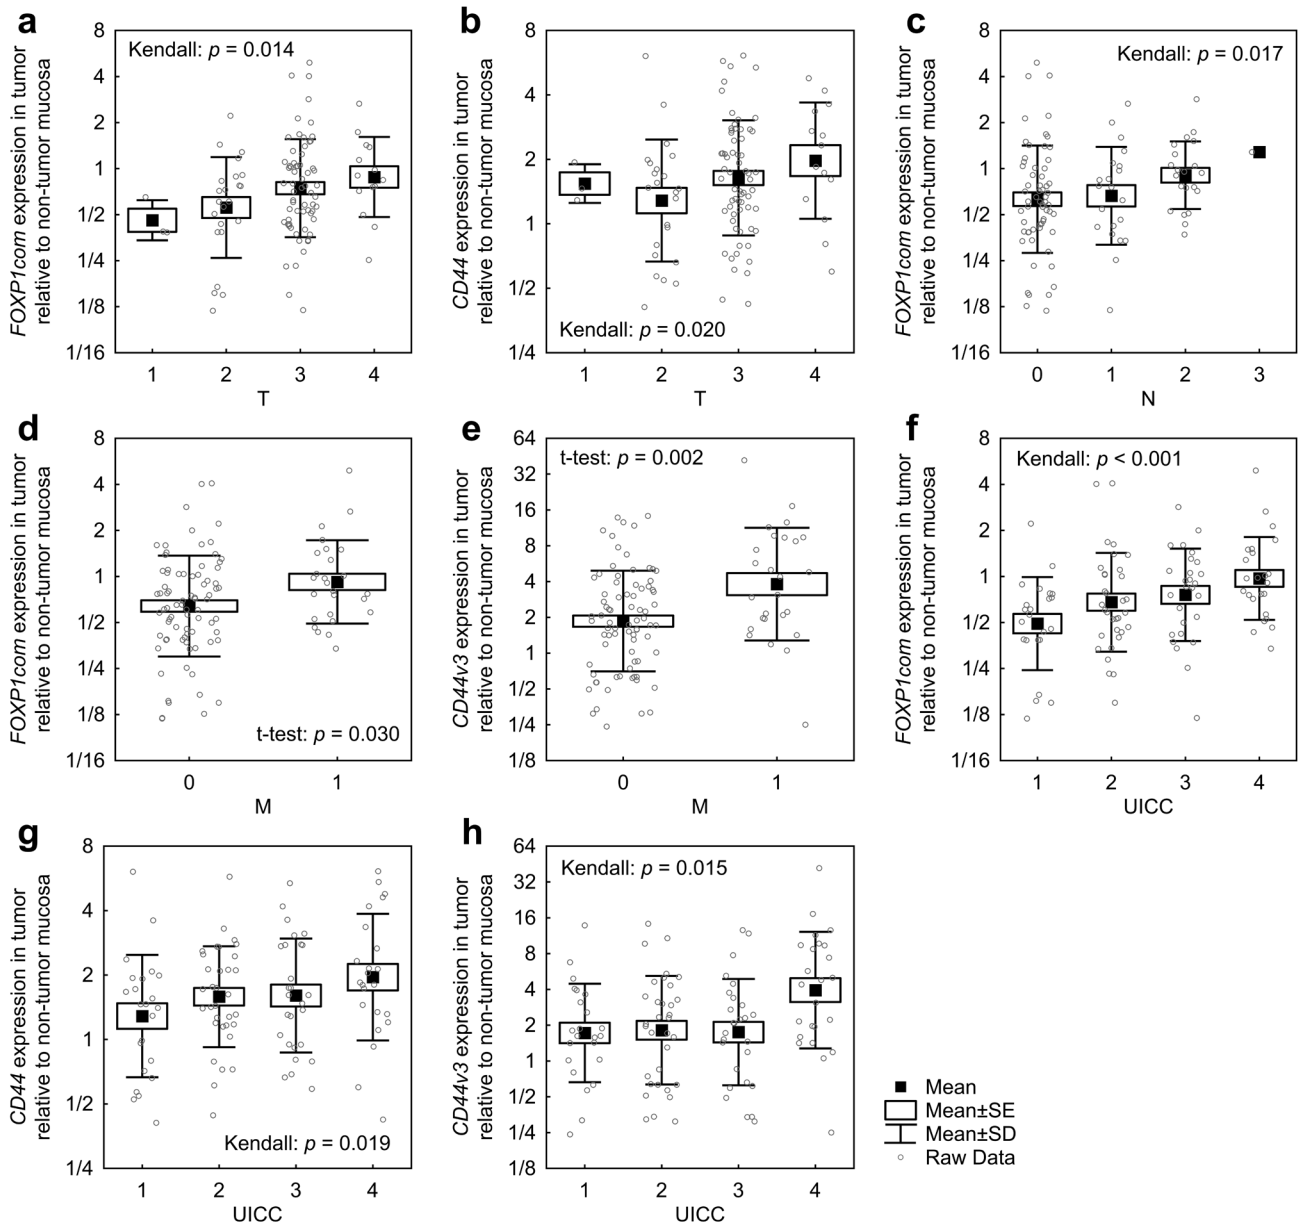 a
FOXP1com expression in tumor
relative to non-tumor mucosa
8
4
2
1
1/2
1/4
1/8
1/16
Kendall: p = 0.014
1 2 3 4
T
b
CD44 expression in tumor
relative to non-tumor mucosa
8
4
2
1
1/2
1/4
Kendall: p = 0.020
1 2 3 4
T
c
FOXP1com expression in tumor
relative to non-tumor mucosa
8
4
2
1
1/2
1/4
1/8
1/16
Kendall: p = 0.017
0 1 2 3
N
d
FOXP1com expression in tumor
relative to non-tumor mucosa
8
4
2
1
1/2
1/4
1/8
1/16
t-test: p = 0.030
0 1
M
e
CD44v3 expression in tumor
relative to non-tumor mucosa
64
32
16
8
4
2
1
1/2
1/4
1/8
t-test: p = 0.002
0 1
M
f
FOXP1com expression in tumor
relative to non-tumor mucosa
8
4
2
1
1/2
1/4
1/8
1/16
Kendall: p < 0.001
1 2 3 4
UICC
g
CD44 expression in tumor
relative to non-tumor mucosa
8
4
2
1
1/2
1/4
Kendall: p = 0.019
1 2 3 4
UICC
h
CD44v3 expression in tumor
relative to non-tumor mucosa
64
32
16
8
4
2
1
1/2
1/4
1/8
Kendall: p = 0.015
1 2 3 4
UICC
Mean
Mean±SE
Mean±SD
Raw Data